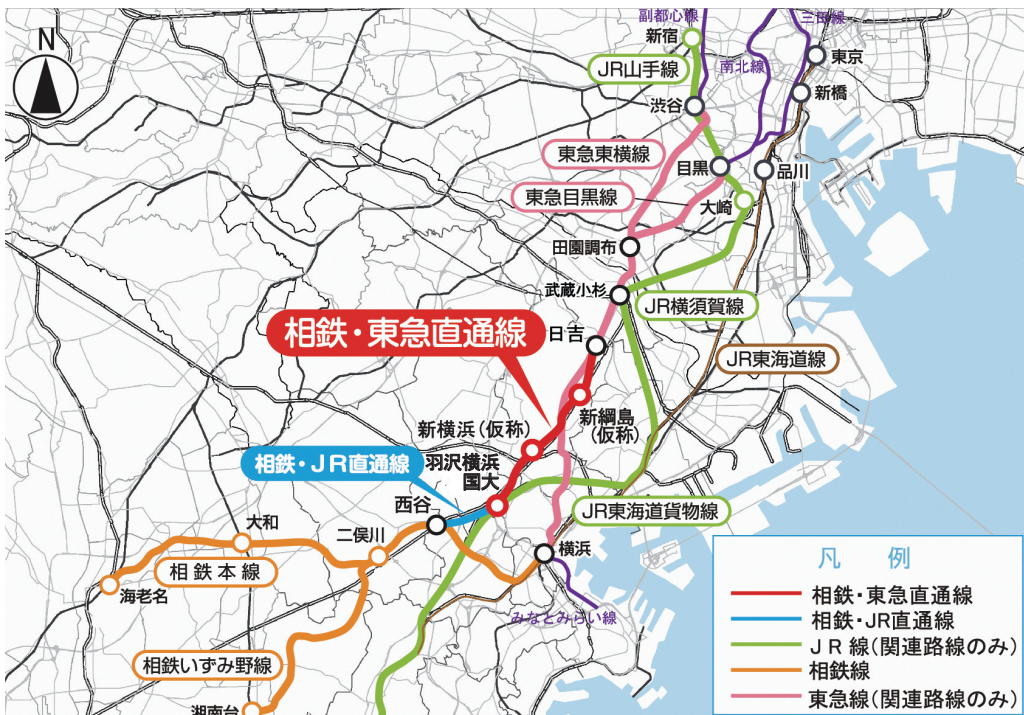 副都心線
三田線
N
新宿
東京
南北線
JR山手線
新橋
渋谷
東急東横線
目黒
品川
東急目黒線
大崎
田園調布
武蔵小杉
JR横須賀線
相鉄・東急直通線
日吉
JR東海道線
新綱島
(仮称)
新横浜(仮称)
相鉄・JR直通線
羽沢横浜
国大
西谷
JR東海道貨物線
大和
二俣川
横浜
相鉄本線
海老名
みなとみらい線
相鉄いずみ野線
湘南台
凡例
相鉄・東急直通線
相鉄・JR直通線
JR線(関連路線のみ)
相鉄線
東急線(関連路線のみ)